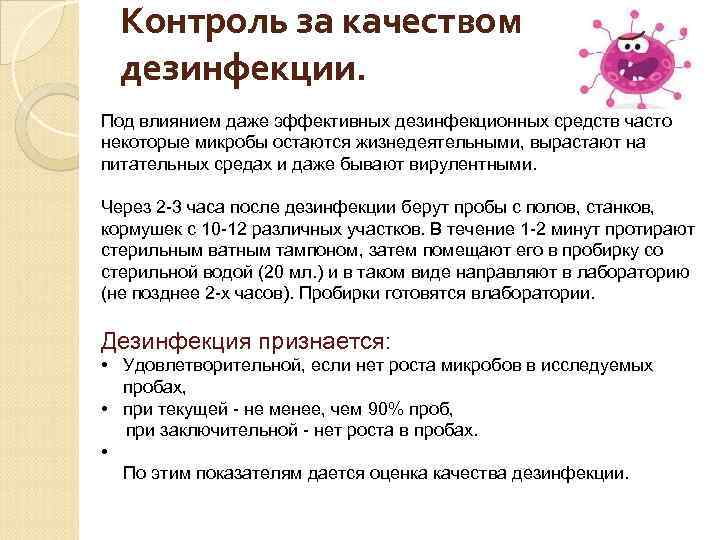 Контроль за качеством
дезинфекции.
Под влиянием даже эффективных дезинфекционных средств часто
некоторые микробы остаются жизнедеятельными, вырастают на
питательных средах и даже бывают вирулентными.
Через 2-3 часа после дезинфекции берут пробы с полов, станков,
кормушек с 10-12 различных участков. В течение 1-2 минут протирают
стерильным ватным тампоном, затем помещают его в пробирку со
стерильной водой (20 мл. ) и в таком виде направляют в лабораторию
(не позднее 2-х часов). Пробирки готовятся влаборатории.
Дезинфекция признается:
• Удовлетворительной, если нет роста микробов в исследуемых
пробах,
• при текущей - не менее, чем 90% проб,
при заключительной - нет роста в пробах.
•
По этим показателям дается оценка качества дезинфекции.